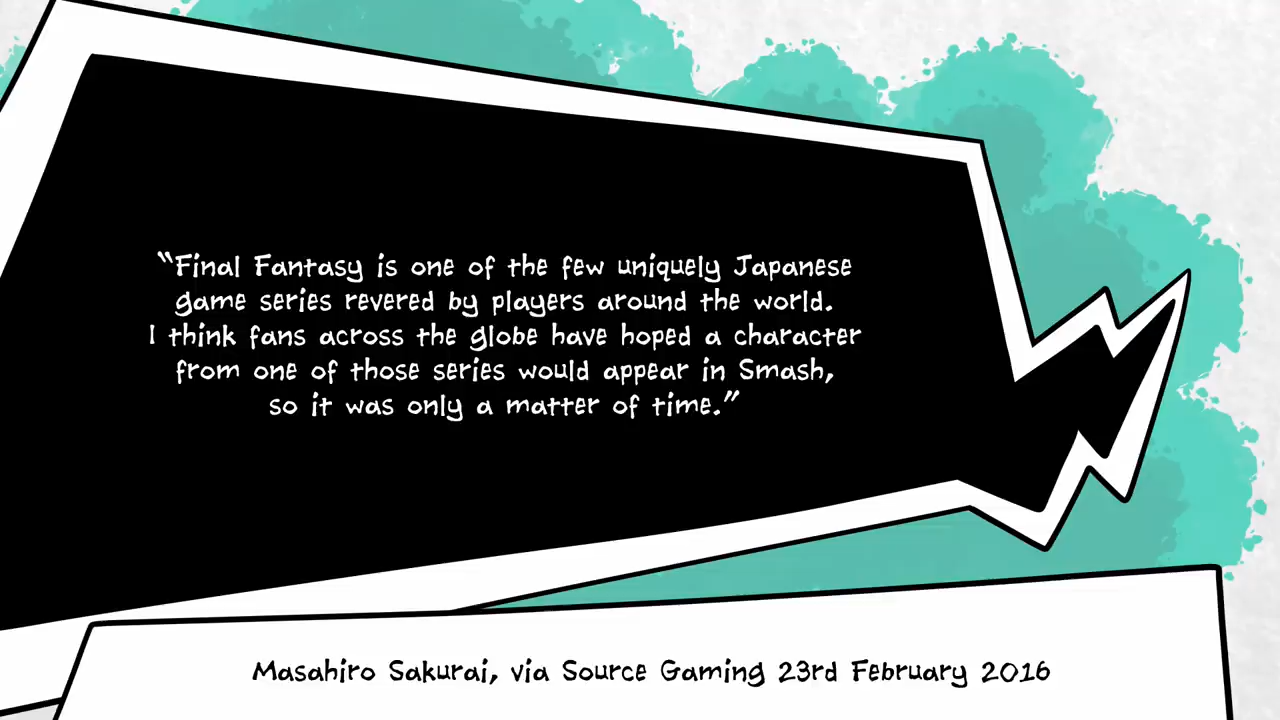 “Final Fantasy is one of the few uniquely Japanese
game series revered by players around the world.
I think fans across the globe have hoped a character
from one of those series would appear in Smash,
so it was only a matter of time.”
Masahiro Sakurai, via Source Gaming 23rd February 2016